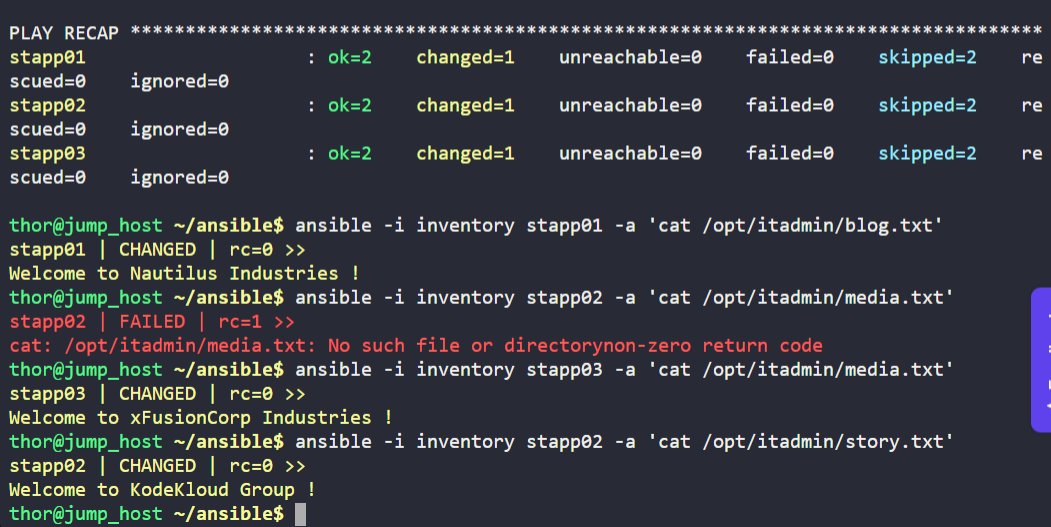 PLAY RECAP ***********************************************************************************
stapp01                    : ok=2    changed=1    unreachable=0    failed=0    skipped=2    re
scued=0    ignored=0
stapp02                    : ok=2    changed=1    unreachable=0    failed=0    skipped=2    re
scued=0    ignored=0
stapp03                    : ok=2    changed=1    unreachable=0    failed=0    skipped=2    re
scued=0    ignored=0
thor@jump_host ~/ansible$ ansible -i inventory stapp01 -a 'cat /opt/itadmin/blog.txt'
stapp01 | CHANGED | rc=0 >>
Welcome to Nautilus Industries !
thor@jump_host ~/ansible$ ansible -i inventory stapp02 -a 'cat /opt/itadmin/media.txt'
stapp02 | FAILED | rc=1 >>
cat: /opt/itadmin/media.txt: No such file or directorynon-zero return code
thor@jump_host ~/ansible$ ansible -i inventory stapp03 -a 'cat /opt/itadmin/media.txt'
stapp03 | CHANGED | rc=0 >>
Welcome to xFusionCorp Industries !
thor@jump_host ~/ansible$ ansible -i inventory stapp02 -a 'cat /opt/itadmin/story.txt'
stapp02 | CHANGED | rc=0 >>
Welcome to KodeKloud Group !
thor@jump_host ~/ansible$